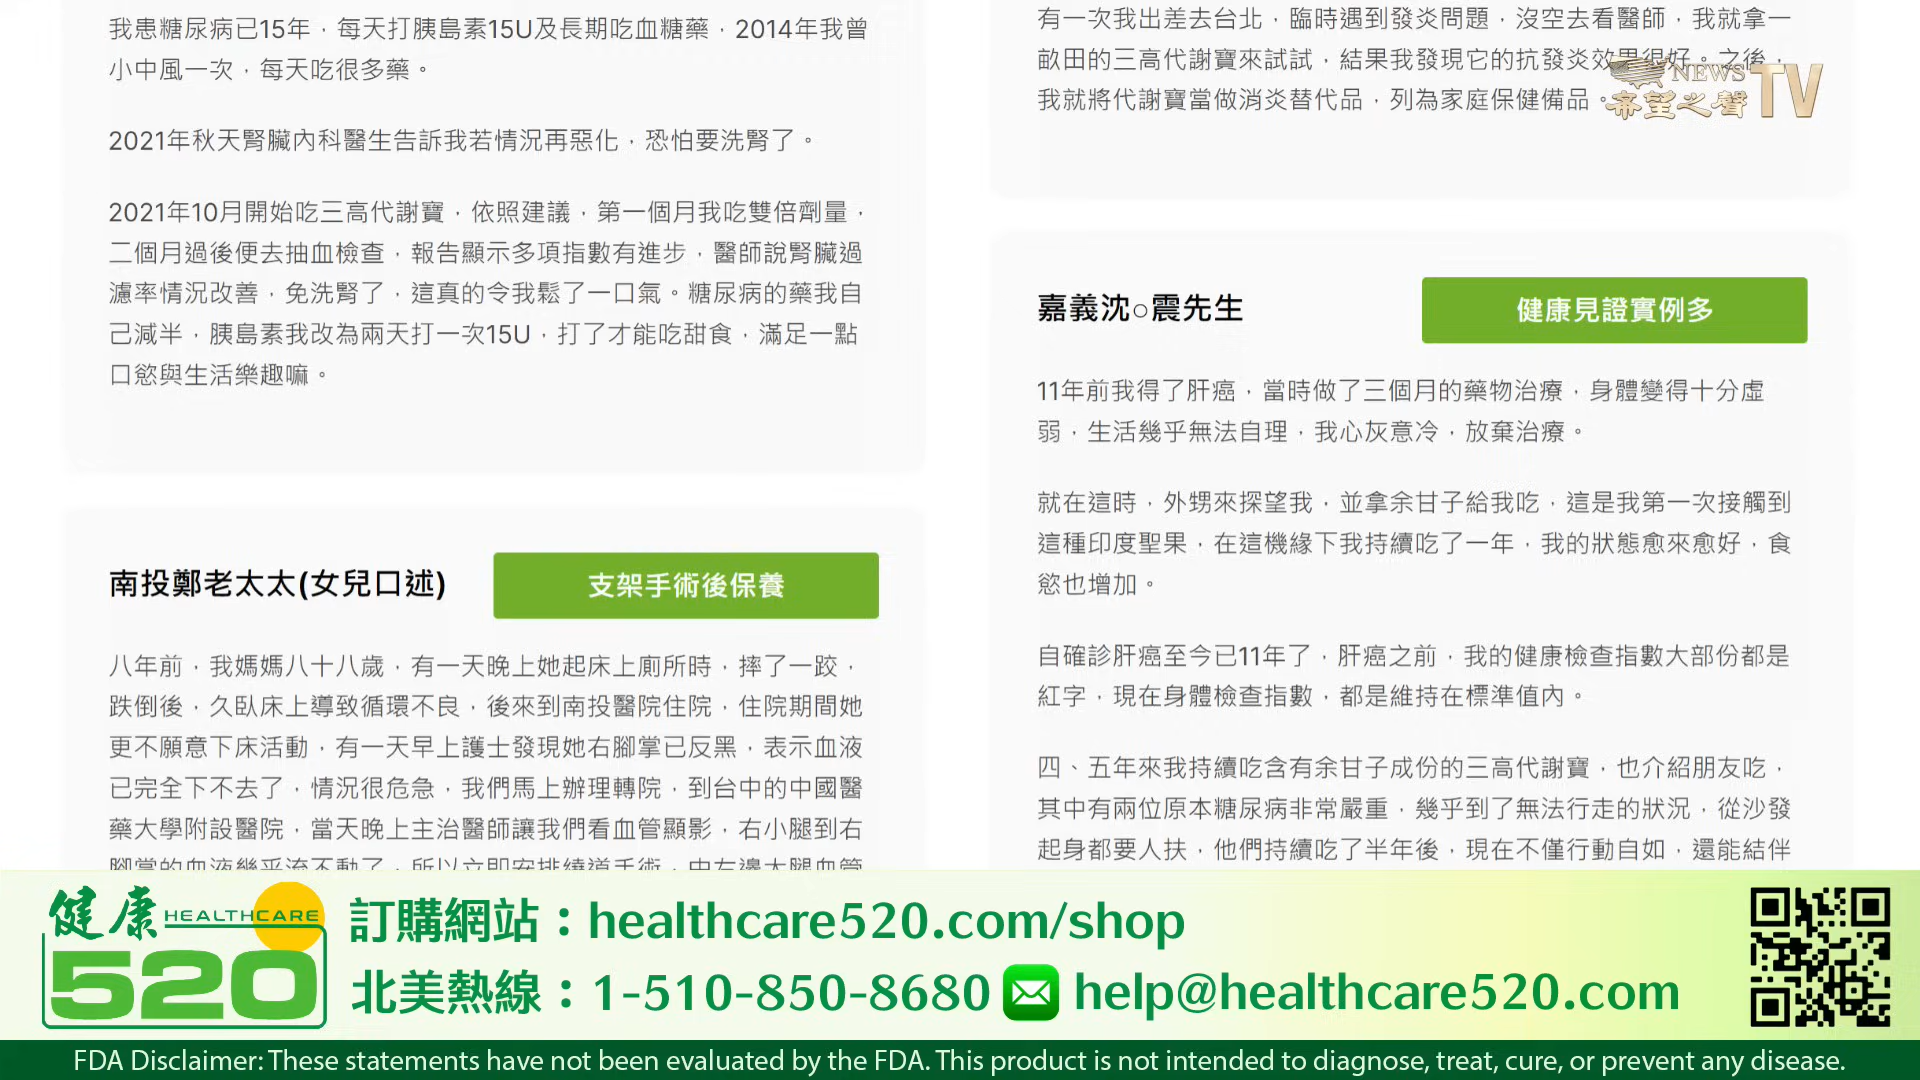 我患糖尿病已15年，每天打胰島素15U及長期吃血糖藥，2014年我曾
小中風一次，每天吃很多藥。
2021年秋天腎臟內科醫生告訴我若情況再惡化，恐怕要洗腎了。
2021年10月開始吃三高代謝寶，依照建議，第一個月我吃雙倍劑量，
二個月過後便去抽血檢查，報告顯示多項指數有進步，醫師說腎臟過
濾率情況改善，免洗腎了，這真的令我鬆了一口氣。糖尿病的藥我自
己減半，胰島素我改為兩天打一次15U，打了才能吃甜食，滿足一點
口慾與生活樂趣嘛。
南投鄭老太太(女兒口述)
支架手術後保養
八年前，我媽媽八十八歲，有一天晚上她起床上廁所時，摔了一跤，
跌倒後，久臥床上導致循環不良，後來到南投醫院住院，住院期間她
更不願意下床活動，有一天早上護士發現她右腳掌已反黑，表示血液
已完全下不去了，情況很危急，我們馬上辦理轉院，到台中的中國醫
藥大學附設醫院，當天晚上主治醫師讓我們看血管顯影，右小腿到右
腳掌的血液幾乎流不動了，所以立即安排繞道手術，由左邊大腿血管
有一次我出差去台北，臨時遇到發炎問題，沒空去看醫師，我就拿一
畝田的三高代謝寶來試試，結果我發現它的抗發炎效果很好。之後，
我就將代謝寶當做消炎替代品，列為家庭保健備品。
NEWS
希望之聲TV
嘉義沈○震先生
健康見證實例多
11年前我得了肝癌，當時做了三個月的藥物治療，身體變得十分虛
弱，生活幾乎無法自理，我心灰意冷，放棄治療。
就在這時，外甥來探望我，並拿余甘子給我吃，這是我第一次接觸到
這種印度聖果，在這機緣下我持續吃了一年，我的狀態愈來愈好，食
慾也增加。
自確診肝癌至今已11年了，肝癌之前，我的健康檢查指數大部份都是
紅字，現在身體檢查指數，都是維持在標準值內。
四、五年來我持續吃含有余甘子成份的三高代謝寶，也介紹朋友吃，
其中有兩位原本糖尿病非常嚴重，幾乎到了無法行走的狀況，從沙發
起身都要人扶，他們持續吃了半年後，現在不僅行動自如，還能結伴
健康 HEALTHCARE
520
訂購網站：healthcare520.com/shop
北美熱線：1-510-850-8680 help@healthcare520.com
FDA Disclaimer: These statements have not been evaluated by the FDA. This product is not intended to diagnose, treat, cure, or prevent any disease.